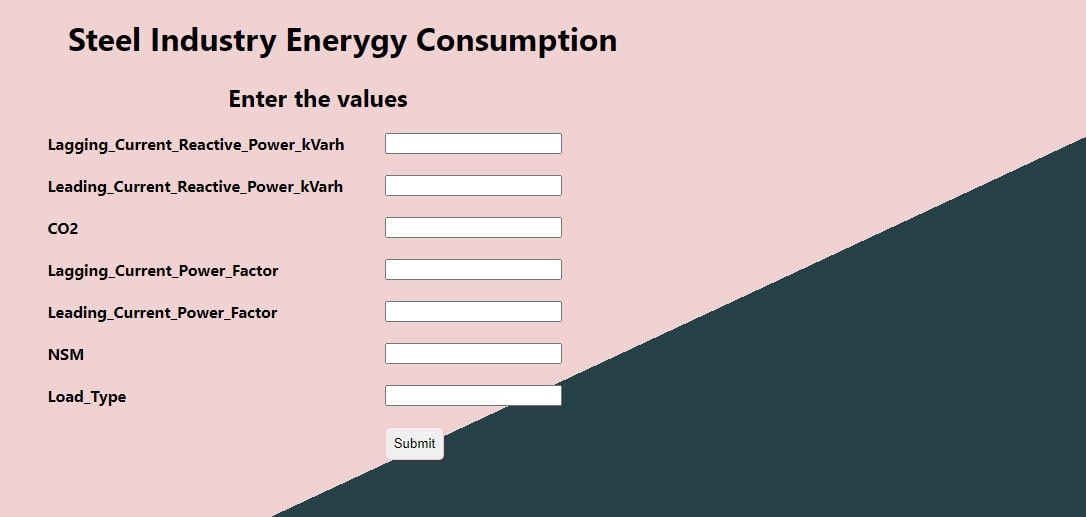 Steel Industry Enerygy Consumption
Enter the values
Lagging_Current_Reactive_Power_kVarh
Leading_Current_Reactive_Power_kVarh
CO2
Lagging_Current_Power_Factor
Leading_Current_Power_Factor
NSM
Load_Type
Submit